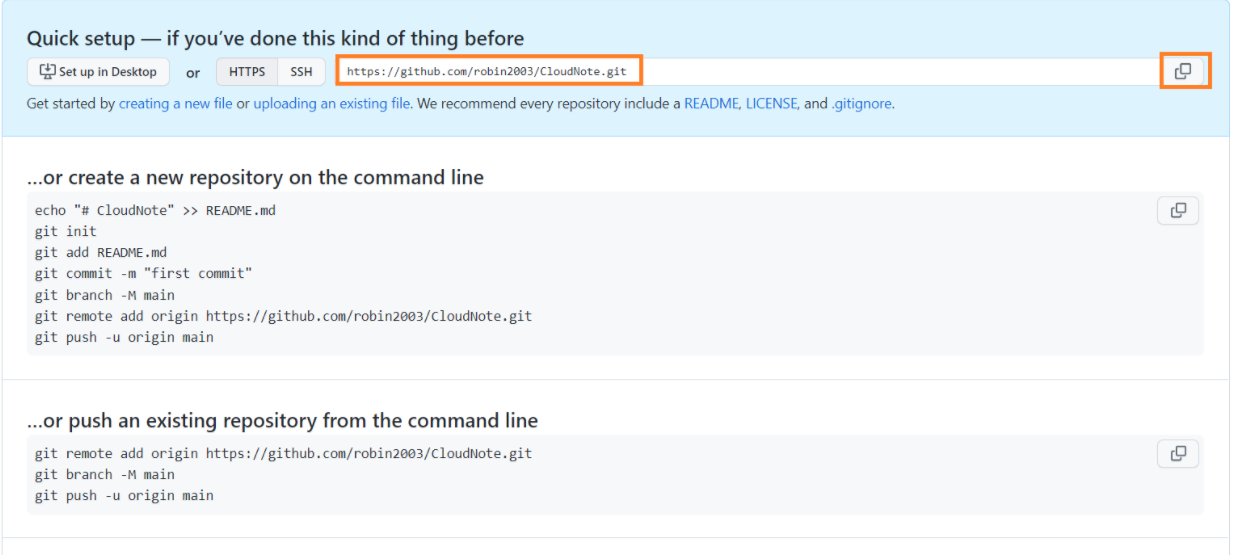 Quick setup — if you’ve done this kind of thing before
Set up in Desktop or HTTPS SSH https://github.com/robin2003/CloudNote.git
Get started by creating a new file or uploading an existing file. We recommend every repository include a README, LICENSE, and .gitignore.
…or create a new repository on the command line
echo "# CloudNote" >> README.md
git init
git add README.md
git commit -m "first commit"
git branch -M main
git remote add origin https://github.com/robin2003/CloudNote.git
git push -u origin main
…or push an existing repository from the command line
git remote add origin https://github.com/robin2003/CloudNote.git
git branch -M main
git push -u origin main